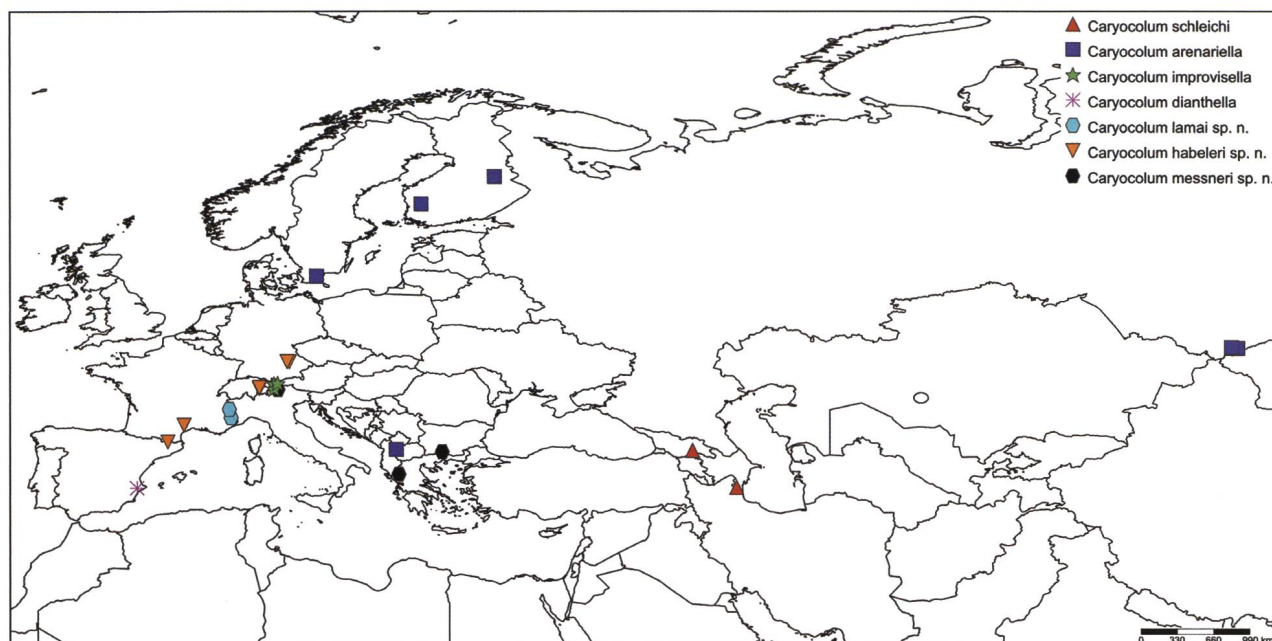 Caryocolum schleichi
Caryocolum arenariella
Caryocolum improvisella
Caryocolum dianthella
Caryocolum lamai sp. n.
Caryocolum habeleri sp. n.
Caryocolum messneri sp. n.
0 330 660 990 km